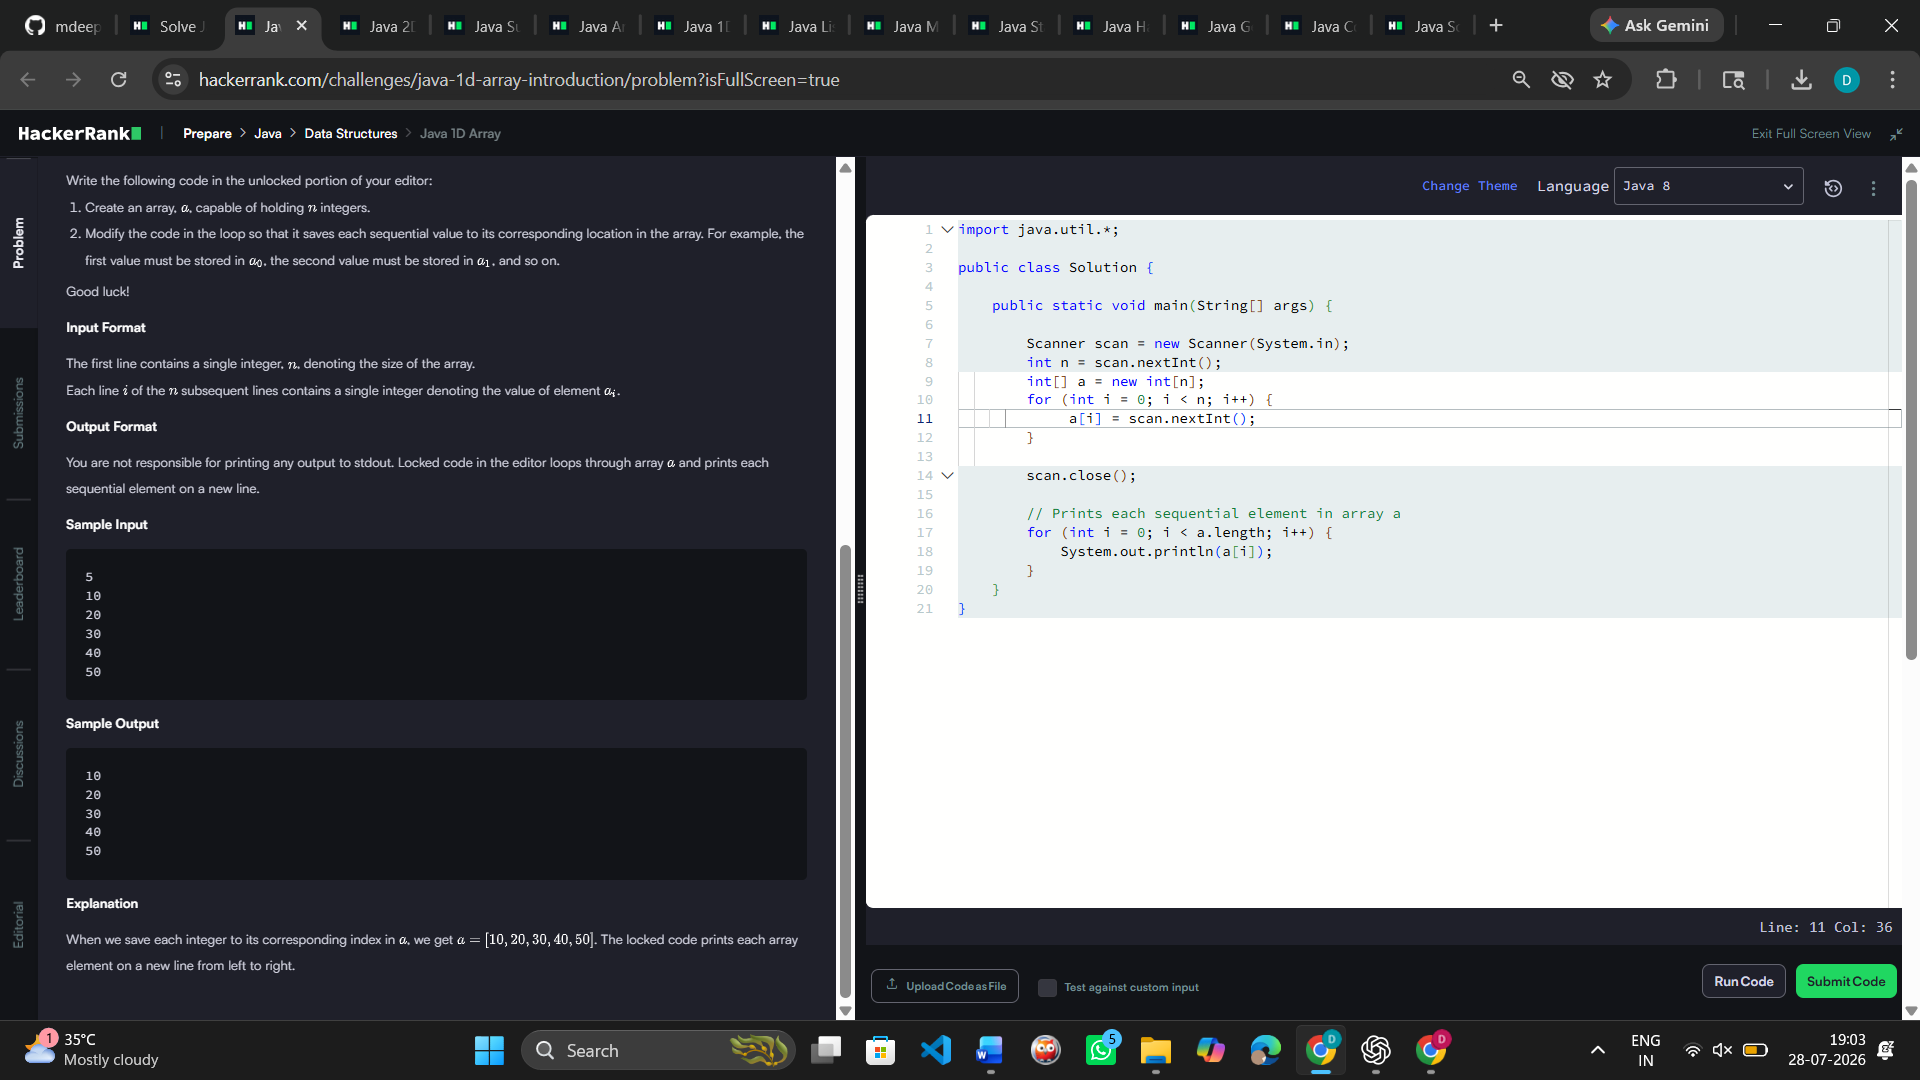 mdeep
Solve J
Ja
Java 2D
Java Su
Java Ar
Java 1D
Java Lis
Java M
Java St
Java H
Java G
Java C
Java So
Ask Gemini
hackerrank.com/challenges/java-1d-array-introduction/problem?isFullScreen=true
D
HackerRank
Prepare > Java > Data Structures > Java 1D Array
Exit Full Screen View
Problem
Submissions
Leaderboard
Discussions
Editorial
Write the following code in the unlocked portion of your editor:
1. Create an array, a, capable of holding n integers.
2. Modify the code in the loop so that it saves each sequential value to its corresponding location in the array. For example, the
first value must be stored in a₀, the second value must be stored in a₁, and so on.
Good luck!
Input Format
The first line contains a single integer, n, denoting the size of the array.
Each line i of the n subsequent lines contains a single integer denoting the value of element aᵢ.
Output Format
You are not responsible for printing any output to stdout. Locked code in the editor loops through array a and prints each
sequential element on a new line.
Sample Input
5
10
20
30
40
50
Sample Output
10
20
30
40
50
Explanation
When we save each integer to its corresponding index in a, we get a = [10, 20, 30, 40, 50]. The locked code prints each array
element on a new line from left to right.
Change Theme
Language
Java 8
1 import java.util.*;
2
3 public class Solution {
4
5     public static void main(String[] args) {
6
7         Scanner scan = new Scanner(System.in);
8         int n = scan.nextInt();
9         int[] a = new int[n];
10         for (int i = 0; i < n; i++) {
11              a[i] = scan.nextInt();
12         }
13
14         scan.close();
15
16         // Prints each sequential element in array a
17         for (int i = 0; i < a.length; i++) {
18             System.out.println(a[i]);
19         }
20     }
21 }
Line: 11 Col: 36
Upload Code as File
Test against custom input
Run Code
Submit Code
1
35°C
Mostly cloudy
Search
W
5
D
D
ENG
IN
19:03
28-07-2026